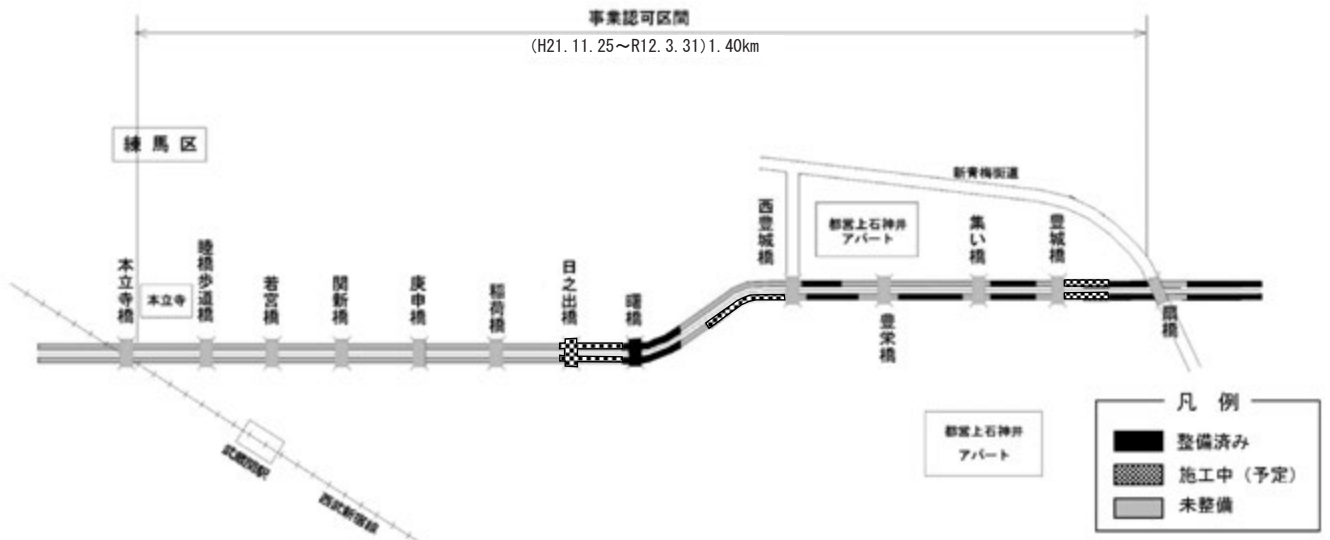 事業認可区間
(H21.11.25～R12.3.31)1.40km
練馬区
新青梅街道
都営上石神井
アパート
西豊城橋
集い橋
豊城橋
本立寺橋
本立寺
睦橋歩道橋
若宮橋
関新橋
庚申橋
稲荷橋
日之出橋
曙橋
豊栄橋
扇橋
武蔵関駅
西武新宿線
都営上石神井
アパート
凡 例
整備済み
施工中（予定）
未整備